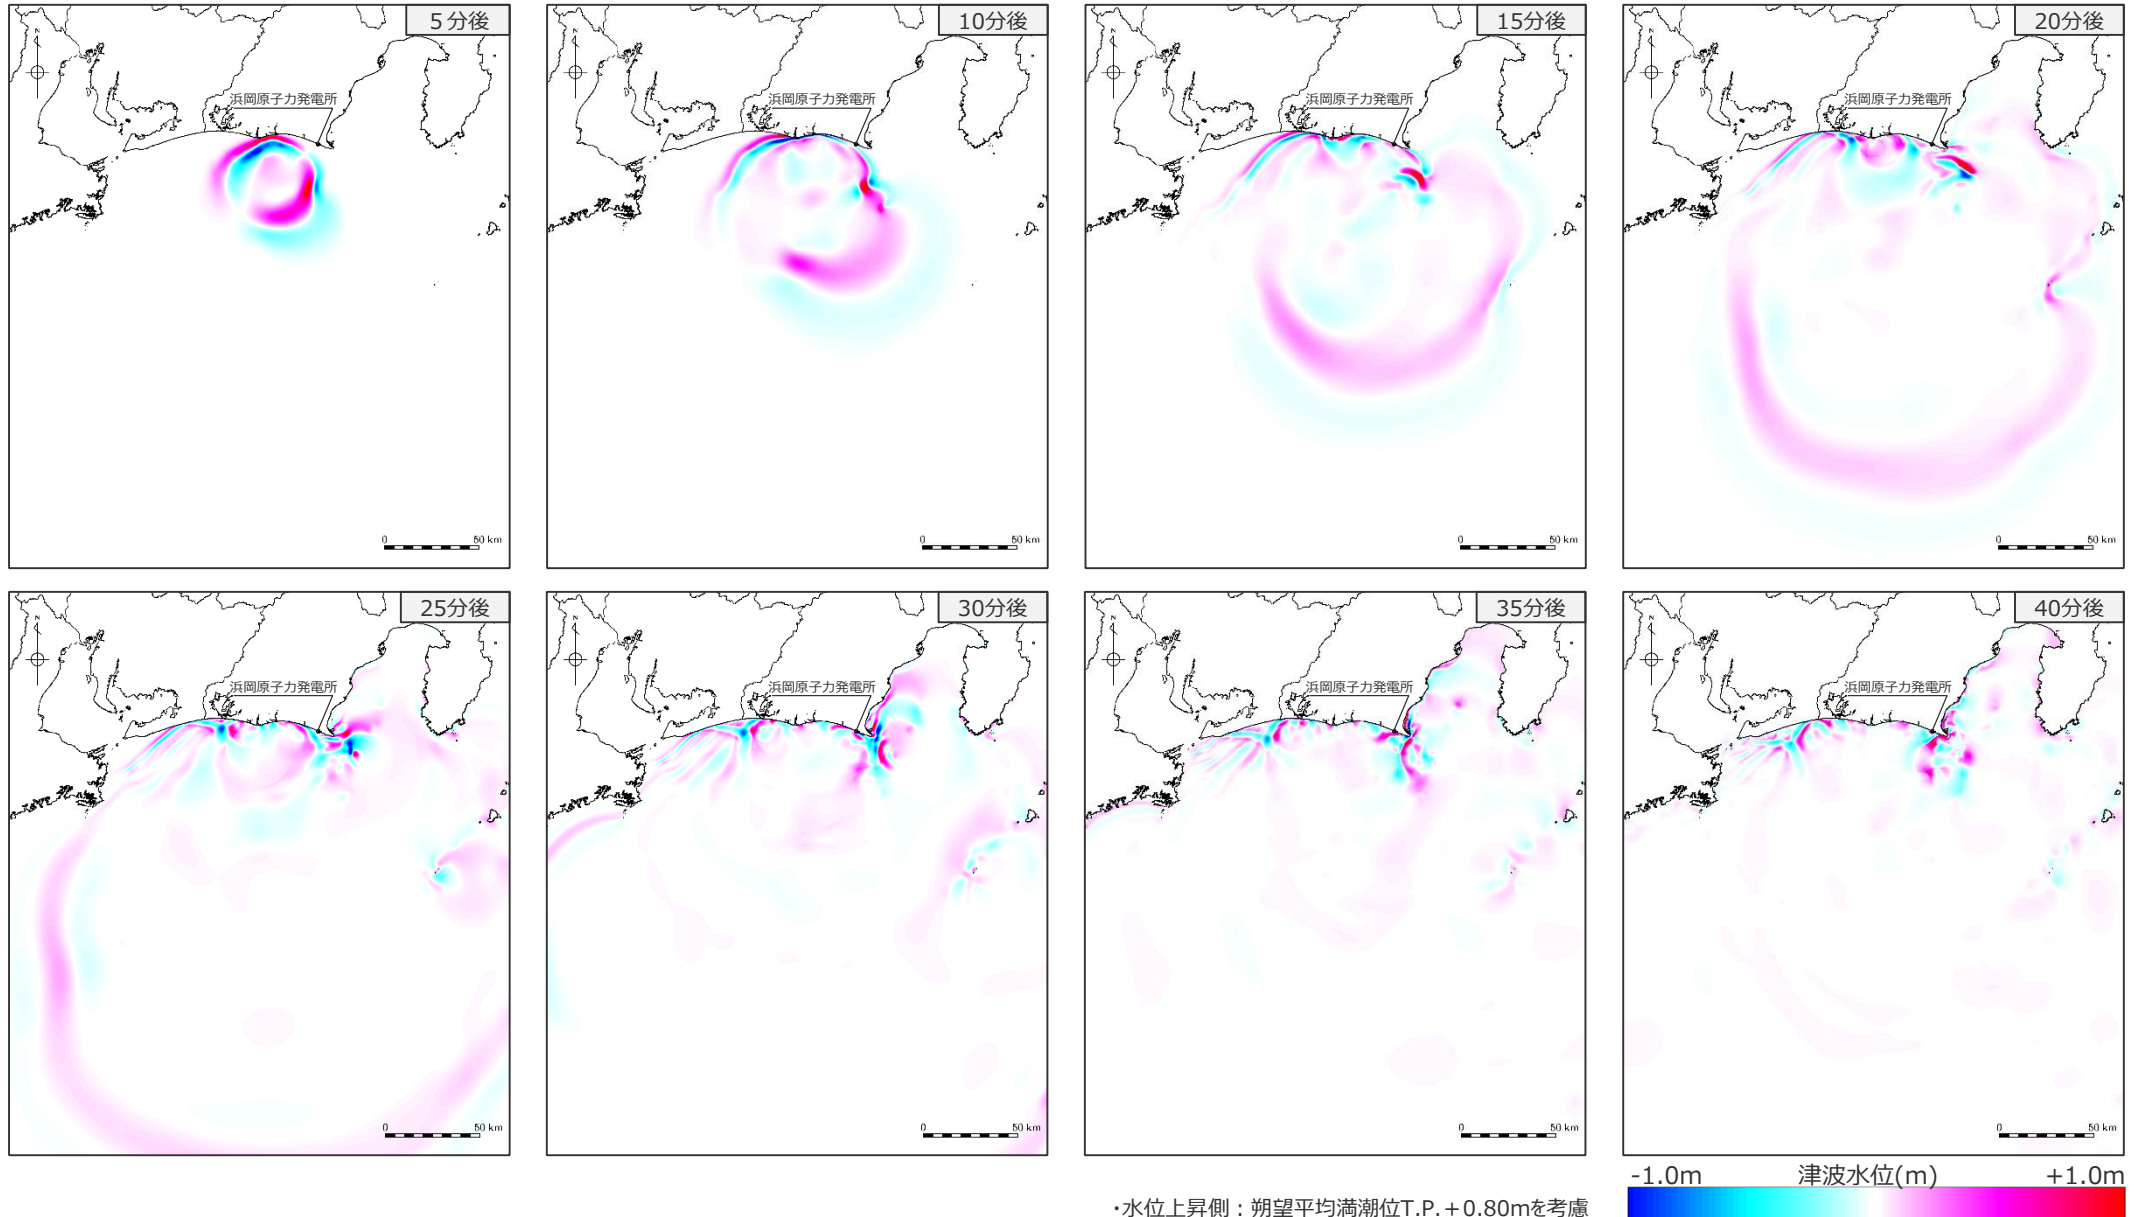 5分後
10分後
15分後
20分後
N
N
N
N
浜岡原子力発電所
浜岡原子力発電所
浜岡原子力発電所
浜岡原子力発電所
0 50 km
0 50 km
0 50 km
0 50 km
25分後
30分後
35分後
40分後
N
N
N
N
浜岡原子力発電所
浜岡原子力発電所
浜岡原子力発電所
浜岡原子力発電所
0 50 km
0 50 km
0 50 km
0 50 km
-1.0m 津波水位(m) +1.0m
・水位上昇側：朔望平均満潮位T.P.＋0.80mを考慮